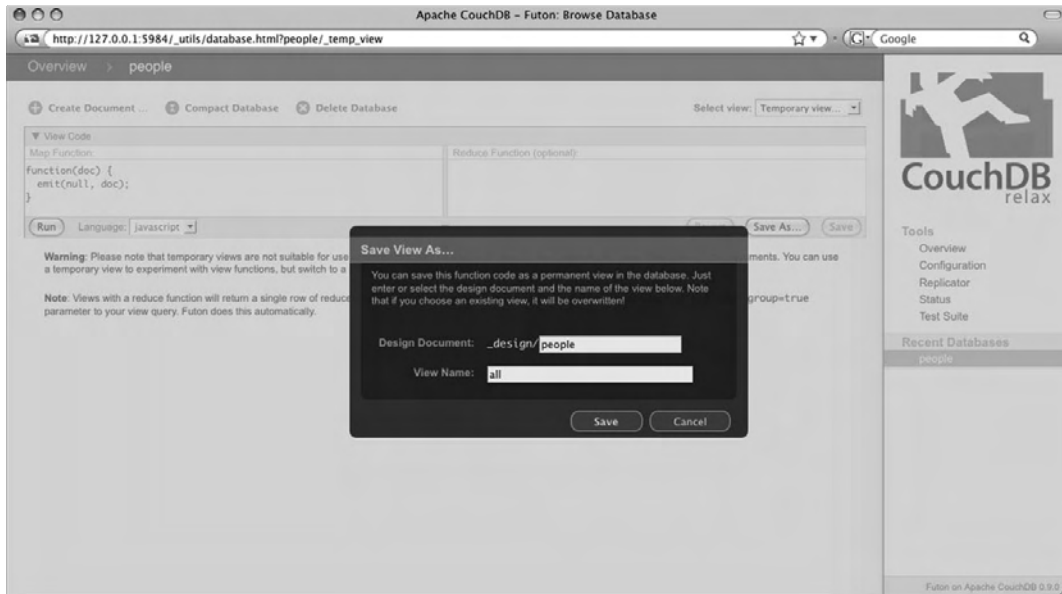 Apache CouchDB – Futon: Browse Database
http://127.0.0.1:5984/_utils/database.html?people/_temp_view
Google
Overview > people
Create Document ... Compact Database Delete Database
Select view: Temporary view...
▼ View Code
Map Function:
Reduce Function (optional):
function(doc) {
emit(null, doc);
}
Run Language: javascript
Save As... Save
Warning: Please note that temporary views are not suitable for use
ments. You can use
a temporary view to experiment with view functions, but switch to a
Note: Views with a reduce function will return a single row of reduce
group=true
parameter to your view query. Futon does this automatically.
Save View As...
You can save this function code as a permanent view in the database. Just
enter or select the design document and the name of the view below. Note
that if you choose an existing view, it will be overwritten!
Design Document: _design/people
View Name: all
Save Cancel
CouchDB
relax
Tools
Overview
Configuration
Replicator
Status
Test Suite
Recent Databases
people
Futon on Apache CouchDB 0.9.0